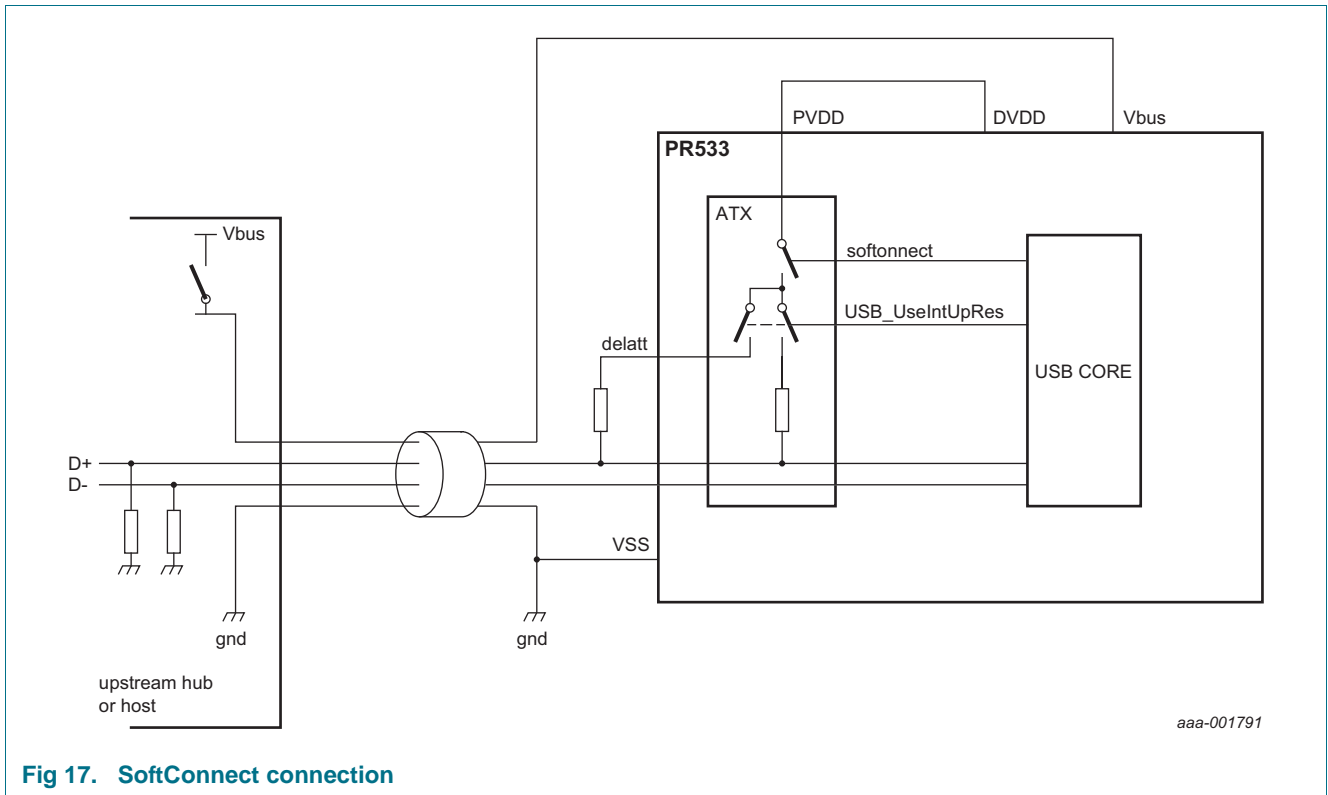 PVDD
DVDD
Vbus
PR533
ATX
Vbus
softonnect
USB_UseIntUpRes
delatt
USB CORE
D+
D-
VSS
gnd
gnd
upstream hub
or host
aaa-001791
Fig 17. SoftConnect connection